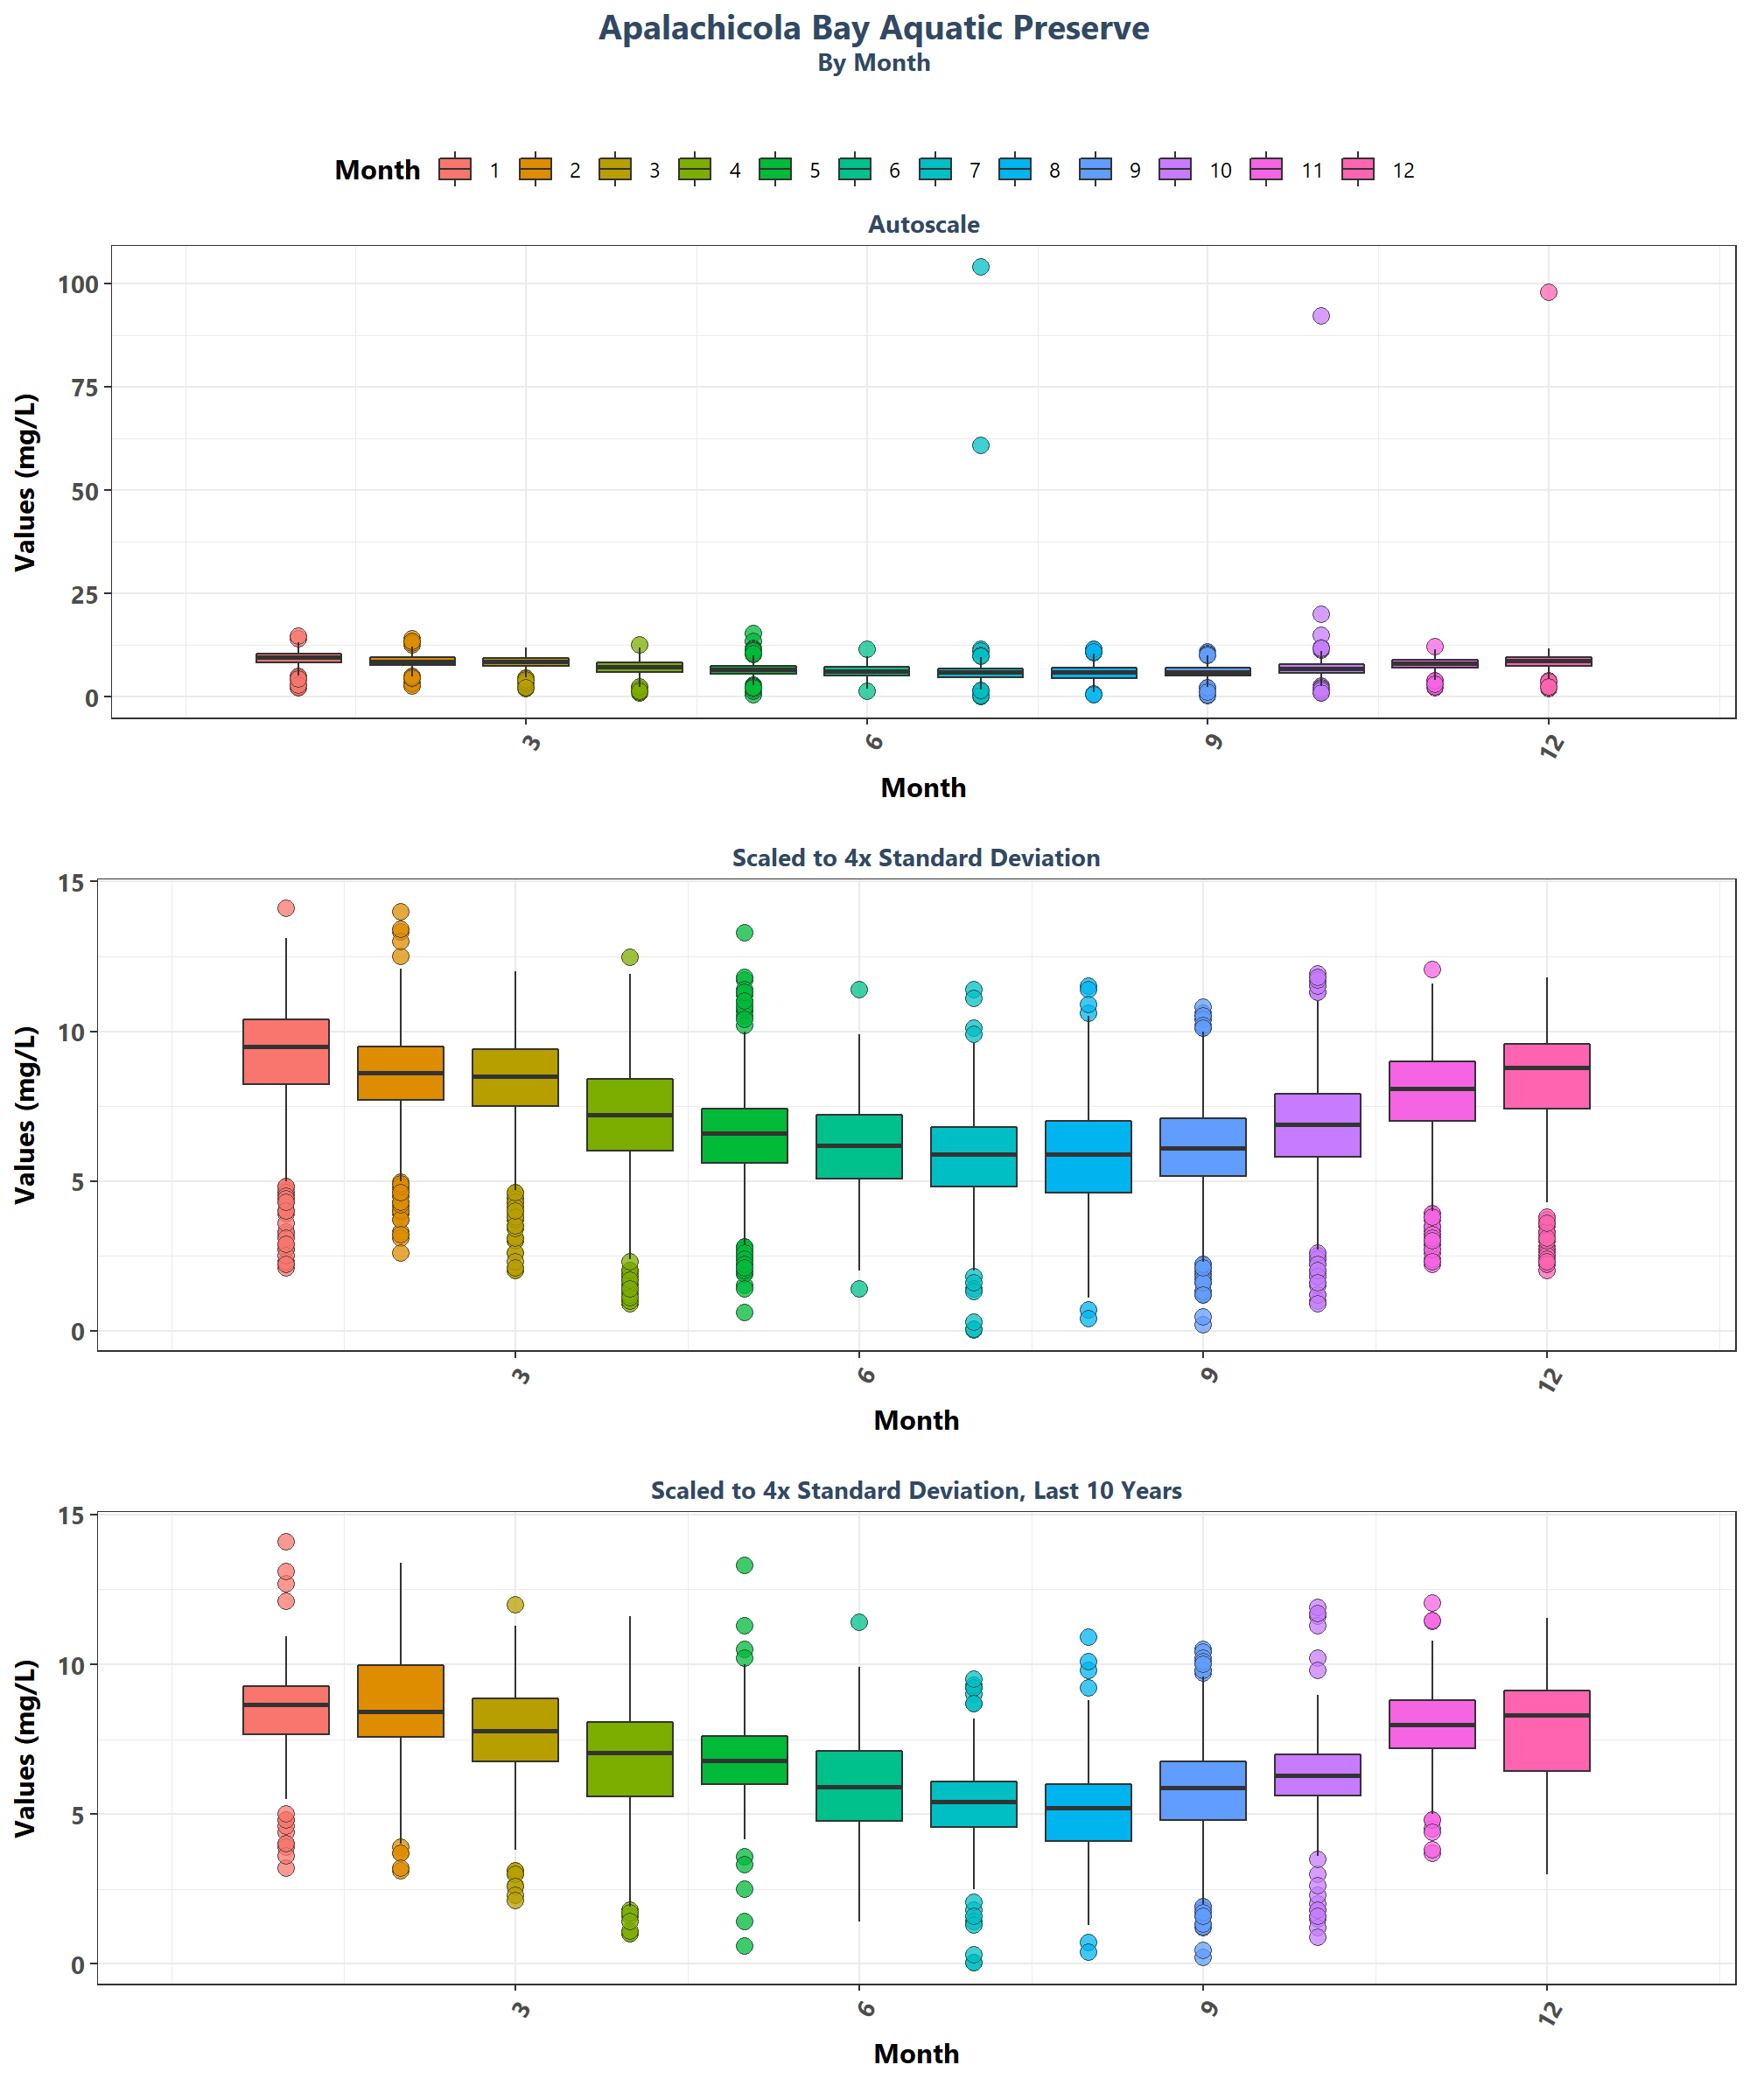 Apalachicola Bay Aquatic Preserve
By Month
Month 1 2 3 4 5 6 7 8 9 10 11 12
Autoscale
Values (mg/L)
100
75
50
25
0
3 6 9 12
Month
Scaled to 4x Standard Deviation
Values (mg/L)
15
10
5
0
3 6 9 12
Month
Scaled to 4x Standard Deviation, Last 10 Years
Values (mg/L)
15
10
5
0
3 6 9 12
Month